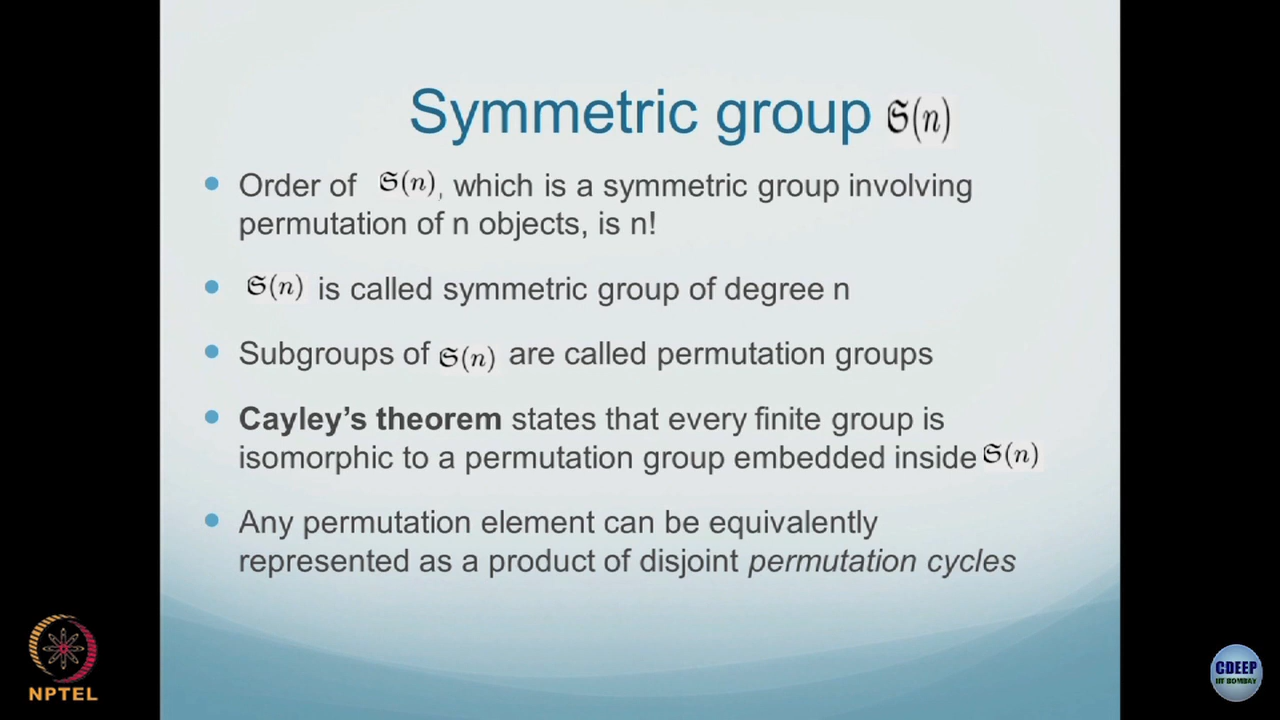 Symmetric group 𝔖(n)
Order of 𝔖(n), which is a symmetric group involving
permutation of n objects, is n!
𝔖(n) is called symmetric group of degree n
Subgroups of 𝔖(n) are called permutation groups
Cayley's theorem states that every finite group is
isomorphic to a permutation group embedded inside 𝔖(n)
Any permutation element can be equivalently
represented as a product of disjoint permutation cycles
NPTEL
CDEEP
IIT BOMBAY